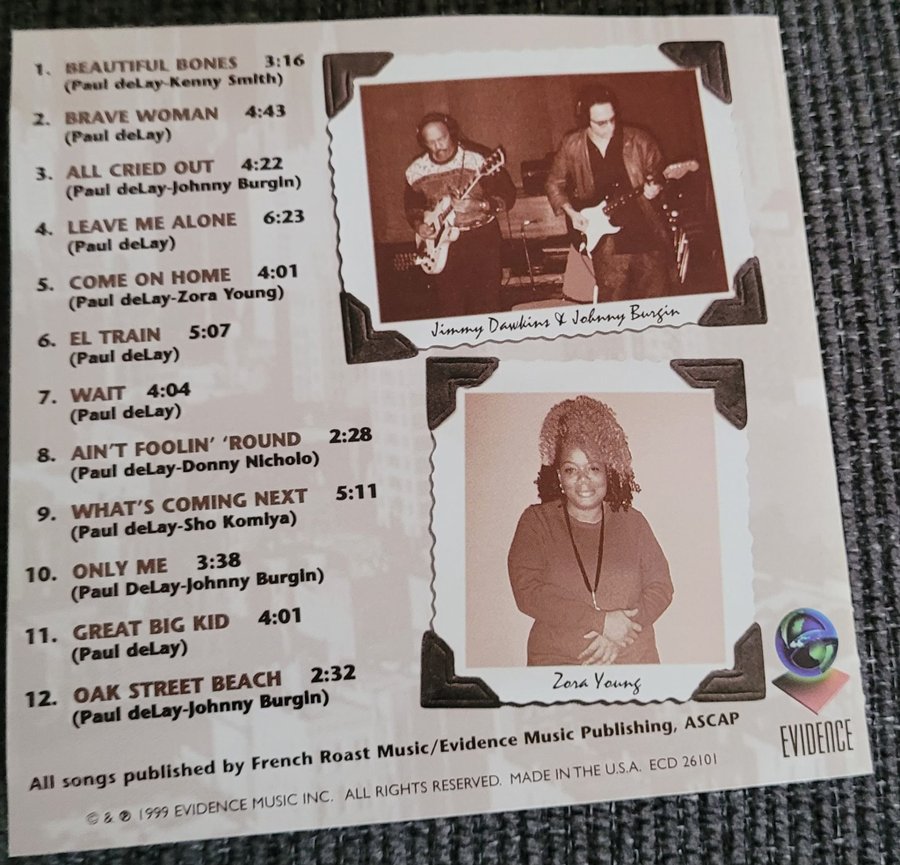 1. BEAUTIFUL BONES 3:16
(Paul deLay-Kenny Smith)
2. BRAVE WOMAN 4:43
(Paul deLay)
3. ALL CRIED OUT 4:22
(Paul deLay-Johnny Burgin)
4. LEAVE ME ALONE 6:23
(Paul deLay)
5. COME ON HOME 4:01
(Paul deLay-Zora Young)
6. EL TRAIN 5:07
(Paul deLay)
7. WAIT 4:04
(Paul deLay)
8. AIN'T FOOLIN' 'ROUND 2:28
(Paul deLay-Donny Nicholo)
9. WHAT'S COMING NEXT 5:11
(Paul deLay-Sho Komiya)
10. ONLY ME 3:38
(Paul DeLay-Johnny Burgin)
11. GREAT BIG KID 4:01
(Paul deLay)
12. OAK STREET BEACH 2:32
(Paul deLay-Johnny Burgin)
Jimmy Dawkins & Johnny Burgin
Zora Young
EVIDENCE
All songs published by French Roast Music/Evidence Music Publishing, ASCAP
© & ℗ 1999 EVIDENCE MUSIC INC. ALL RIGHTS RESERVED. MADE IN THE U.S.A. ECD 26101